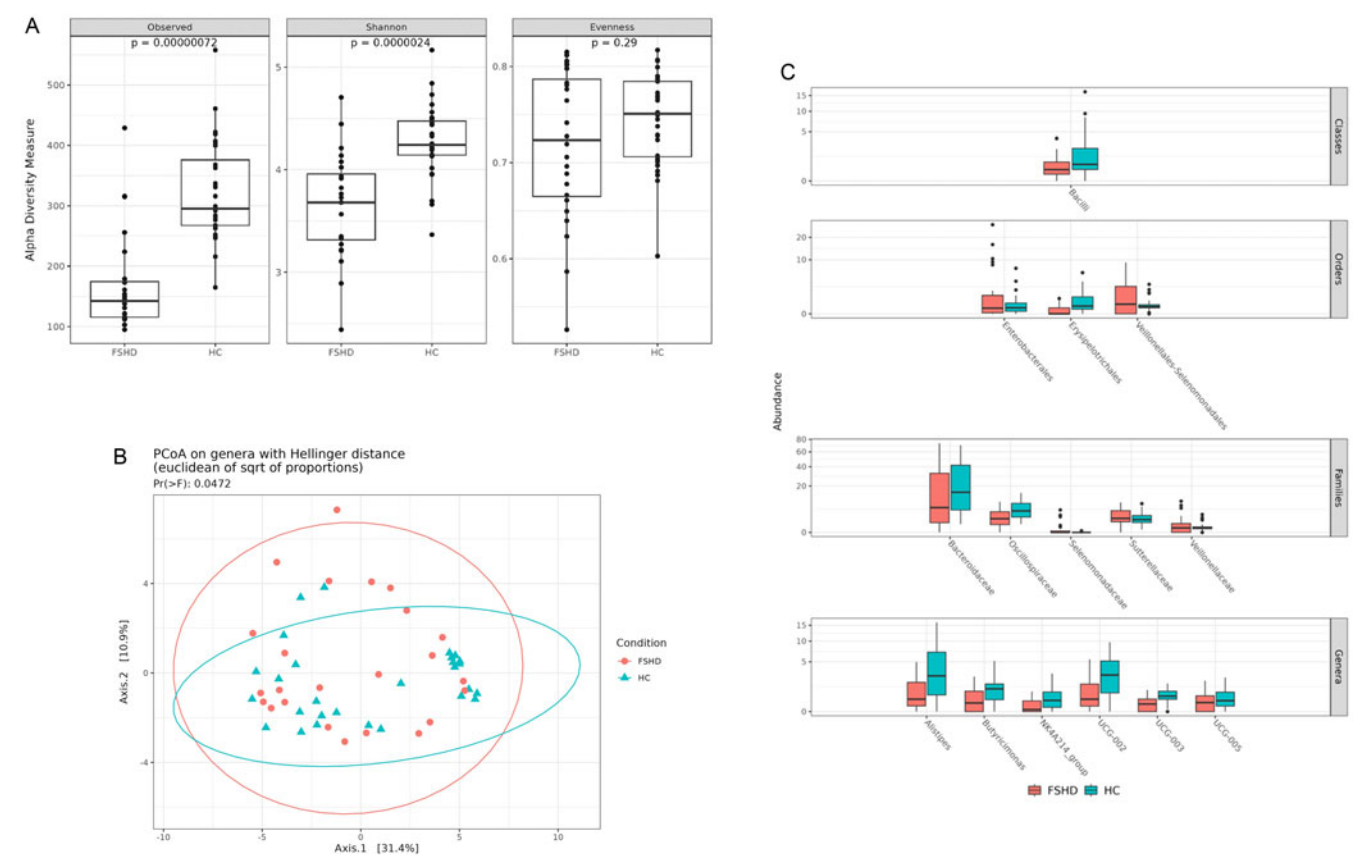 A
Observed
Shannon
Evenness
p = 0.00000072
p = 0.0000024
p = 0.29
Alpha Diversity Measure
500
400
300
200
100
5
4
3
0.8
0.7
0.6
FSHD
HC
FSHD
HC
FSHD
HC
B
PCoA on genera with Hellinger distance
(euclidean of sqrt of proportions)
Pr(>F): 0.0472
Axis.2 [10.9%]
4
0
-4
-10
-5
0
5
10
Axis.1 [31.4%]
Condition
FSHD
HC
C
Abundance
15
10
5
0
Bacilli
Classes
20
10
0
Enterobacterales
Erysipelotrichales
Veillonellales-Selenomonadales
Orders
80
60
40
20
0
Bacteroidaceae
Oscillospiraceae
Selenomonadaceae
Sutterellaceae
Veillonellaceae
Families
15
10
5
0
Alistipes
Butyricimonas
NK4A214_group
UCG-002
UCG-003
UCG-005
Genera
FSHD
HC